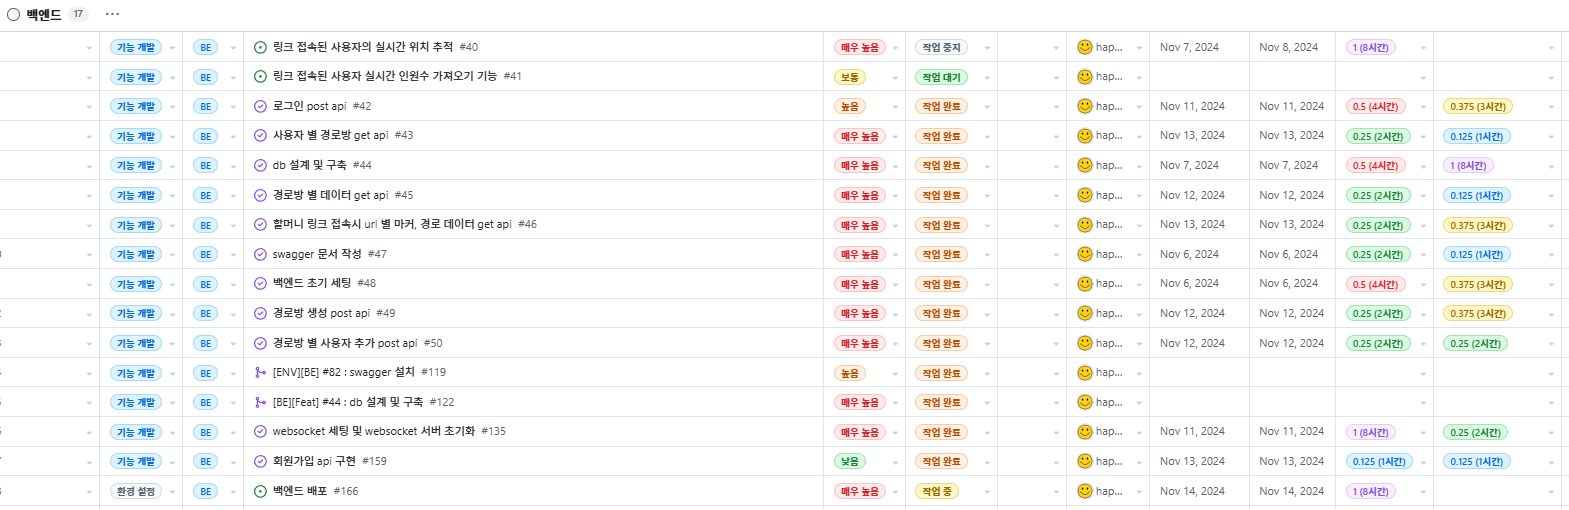 백엔드 17 ...
기능 개발 BE 링크 접속된 사용자의 실시간 위치 추적 #40 매우 높음 작업 중지 hap... Nov 7, 2024 Nov 8, 2024 1 (8시간)
기능 개발 BE 링크 접속된 사용자 실시간 인원수 가져오기 기능 #41 보통 작업 대기 hap...
기능 개발 BE 로그인 post api #42 높음 작업 완료 hap... Nov 11, 2024 Nov 11, 2024 0.5 (4시간) 0.375 (3시간)
기능 개발 BE 사용자 별 경로방 get api #43 매우 높음 작업 완료 hap... Nov 13, 2024 Nov 13, 2024 0.25 (2시간) 0.125 (1시간)
기능 개발 BE db 설계 및 구축 #44 매우 높음 작업 완료 hap... Nov 7, 2024 Nov 7, 2024 0.5 (4시간) 1 (8시간)
기능 개발 BE 경로방 별 데이터 get api #45 매우 높음 작업 완료 hap... Nov 12, 2024 Nov 12, 2024 0.25 (2시간) 0.125 (1시간)
기능 개발 BE 할머니 링크 접속시 url 별 마커, 경로 데이터 get api #46 매우 높음 작업 완료 hap... Nov 13, 2024 Nov 13, 2024 0.25 (2시간) 0.375 (3시간)
기능 개발 BE swagger 문서 작성 #47 매우 높음 작업 완료 hap... Nov 6, 2024 Nov 6, 2024 0.25 (2시간) 0.125 (1시간)
기능 개발 BE 백엔드 초기 세팅 #48 매우 높음 작업 완료 hap... Nov 6, 2024 Nov 6, 2024 0.5 (4시간) 0.375 (3시간)
기능 개발 BE 경로방 생성 post api #49 매우 높음 작업 완료 hap... Nov 12, 2024 Nov 12, 2024 0.25 (2시간) 0.375 (3시간)
기능 개발 BE 경로방 별 사용자 추가 post api #50 매우 높음 작업 완료 hap... Nov 12, 2024 Nov 12, 2024 0.25 (2시간) 0.25 (2시간)
기능 개발 BE [ENV][BE] #82 : swagger 설치 #119 높음 작업 완료 hap...
기능 개발 BE [BE][Feat] #44 : db 설계 및 구축 #122 매우 높음 작업 완료 hap...
기능 개발 BE websocket 세팅 및 websocket 서버 초기화 #135 매우 높음 작업 완료 hap... Nov 11, 2024 Nov 11, 2024 1 (8시간) 0.25 (2시간)
기능 개발 BE 회원가입 api 구현 #159 낮음 작업 완료 hap... Nov 13, 2024 Nov 13, 2024 0.125 (1시간) 0.125 (1시간)
환경 설정 BE 백엔드 배포 #166 매우 높음 작업 중 hap... Nov 14, 2024 Nov 14, 2024 1 (8시간)